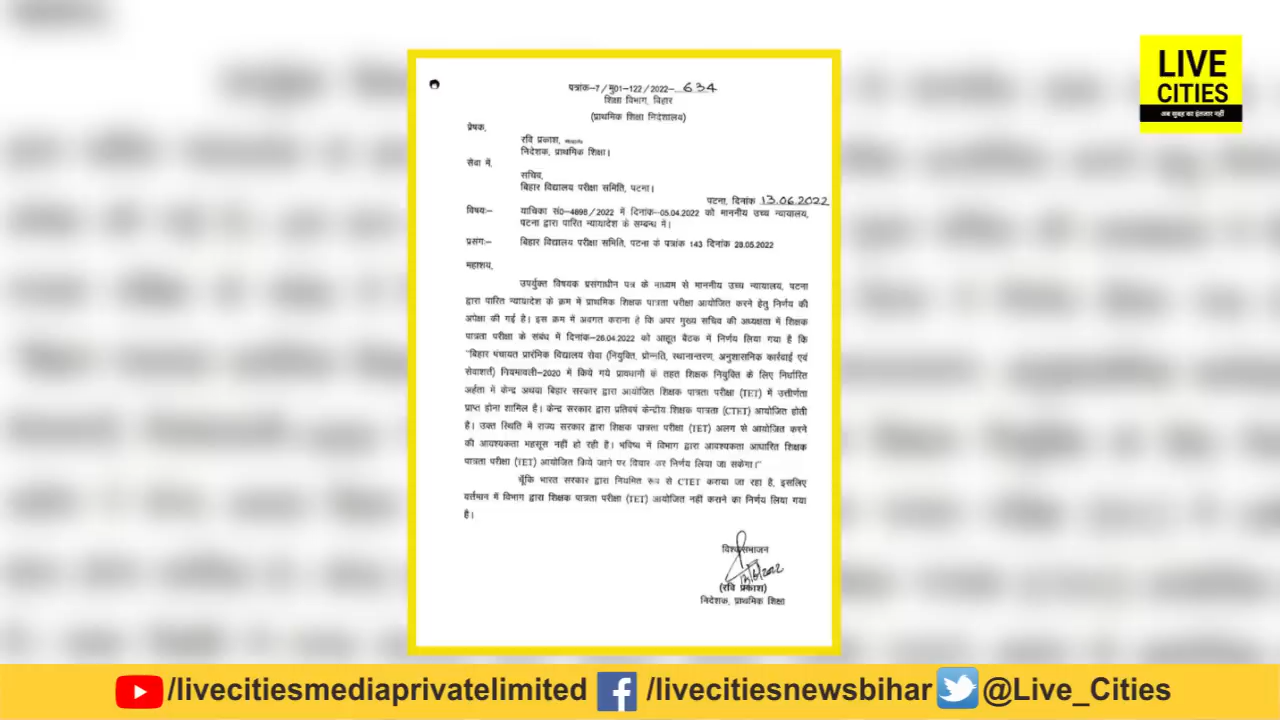 LIVE
CITIES
अब सुबह का इंतजार नहीं
पत्रांक-7/मु01-122/2022- 634
शिक्षा विभाग, बिहार
(प्राथमिक शिक्षा निदेशालय)
प्रेषक,
रवि प्रकाश,
निदेशक, प्राथमिक शिक्षा।
सेवा में,
सचिव,
बिहार विद्यालय परीक्षा समिति, पटना।
पटना, दिनांक 13.06.2022
विषयः- याचिका सं0-4898/2022 में दिनांक-05.04.2022 को माननीय उच्च न्यायालय,
पटना द्वारा पारित न्यायादेश के सम्बन्ध में।
प्रसंगः- बिहार विद्यालय परीक्षा समिति, पटना के पत्रांक 143 दिनांक 28.05.2022
महाशय,
उपर्युक्त विषयक प्रसंगाधीन पत्र के माध्यम से माननीय उच्च न्यायालय, पटना
द्वारा पारित न्यायादेश के क्रम में प्राथमिक शिक्षक पात्रता परीक्षा आयोजित करने हेतु निर्णय की
अपेक्षा की गई है। इस क्रम में अवगत कराना है कि अपर मुख्य सचिव की अध्यक्षता में शिक्षक
पात्रता परीक्षा के संबंध में दिनांक-26.04.2022 को आहूत बैठक में निर्णय लिया गया है कि
"बिहार पंचायत प्रारंभिक विद्यालय सेवा (नियुक्ति, प्रोन्नति, स्थानान्तरण, अनुशासनिक कार्रवाई एवं
सेवाशर्त) नियमावली-2020 में किये गये प्रावधानों के तहत शिक्षक नियुक्ति के लिए निर्धारित
अर्हता में केन्द्र अथवा बिहार सरकार द्वारा आयोजित शिक्षक पात्रता परीक्षा (TET) में उत्तीर्णता
प्राप्त होना शामिल है। केन्द्र सरकार द्वारा प्रतिवर्ष केन्द्रीय शिक्षक पात्रता (CTET) आयोजित होती
है। उक्त स्थिति में राज्य सरकार द्वारा शिक्षक पात्रता परीक्षा (TET) अलग से आयोजित करने
की आवश्यकता महसूस नहीं हो रही है। भविष्य में विभाग द्वारा आवश्यकता आधारित शिक्षक
पात्रता परीक्षा (TET) आयोजित किये जाने पर विचार कर निर्णय लिया जा सकेगा।"
चूँकि भारत सरकार द्वारा नियमित रूप से CTET कराया जा रहा है, इसलिए
वर्तमान में विभाग द्वारा शिक्षक पात्रता परीक्षा (TET) आयोजित नहीं कराने का निर्णय लिया गया
है।
विश्वासभाजन
13/6/2022
(रवि प्रकाश)
निदेशक, प्राथमिक शिक्षा
/livecitiesmediaprivatelimited /livecitiesnewsbihar @Live_Cities